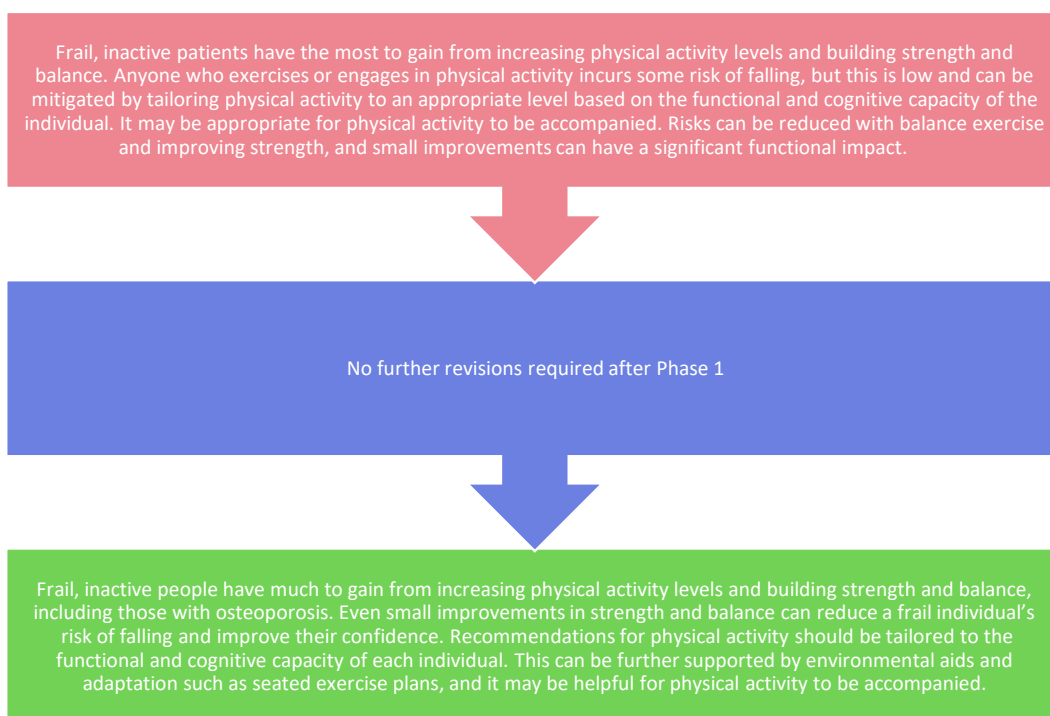 Frail, inactive patients have the most to gain from increasing physical activity levels and building strength and
balance. Anyone who exercises or engages in physical activity incurs some risk of falling, but this is low and can be
mitigated by tailoring physical activity to an appropriate level based on the functional and cognitive capacity of the
individual. It may be appropriate for physical activity to be accompanied. Risks can be reduced with balance exercise
and improving strength, and small improvements can have a significant functional impact.
No further revisions required after Phase 1
Frail, inactive people have much to gain from increasing physical activity levels and building strength and balance,
including those with osteoporosis. Even small improvements in strength and balance can reduce a frail individual's
risk of falling and improve their confidence. Recommendations for physical activity should be tailored to the
functional and cognitive capacity of each individual. This can be further supported by environmental aids and
adaptation such as seated exercise plans, and it may be helpful for physical activity to be accompanied.